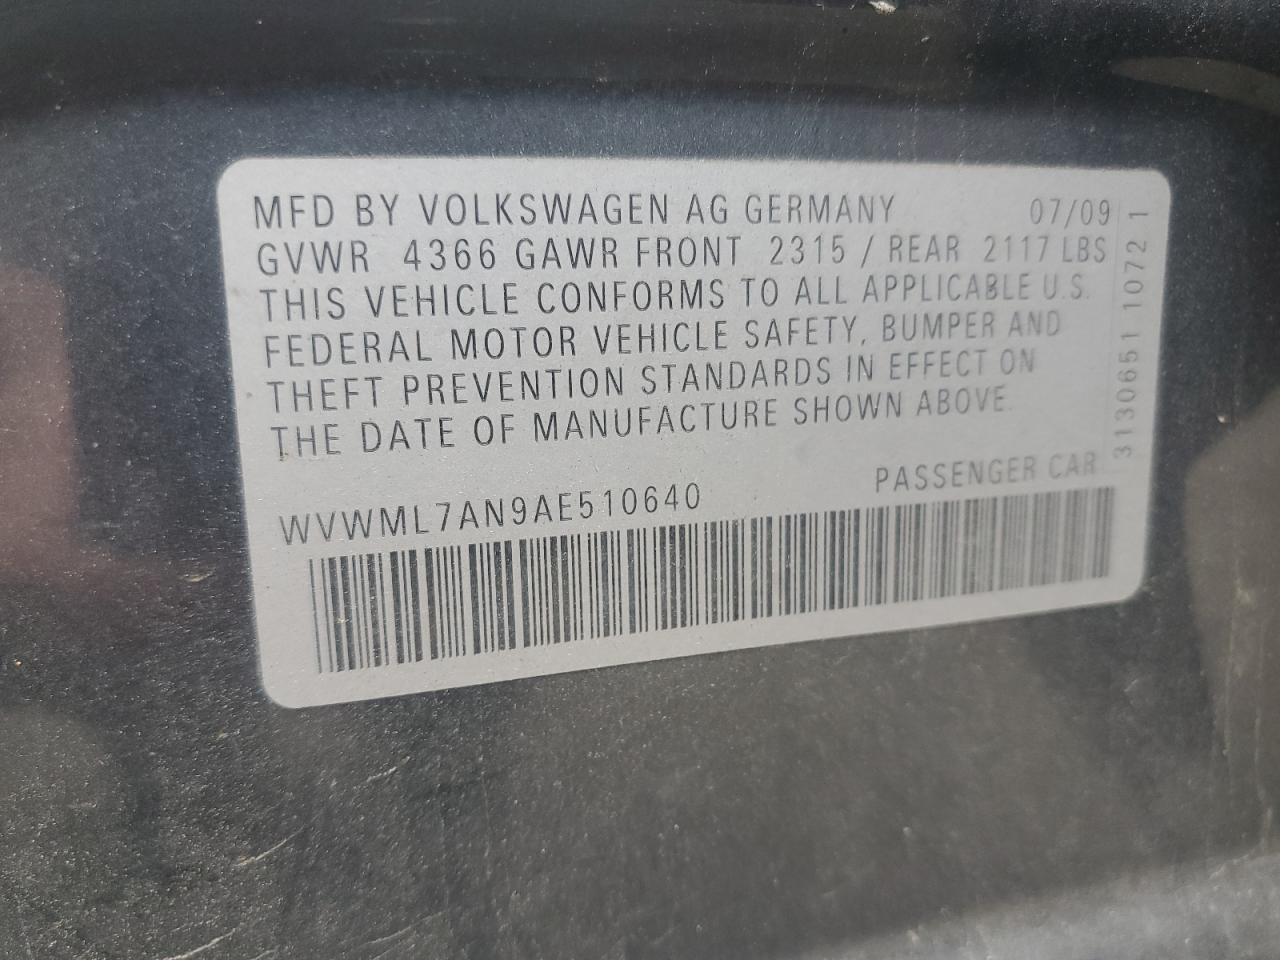 MFD BY VOLKSWAGEN AG GERMANY 07/09
GVWR 4366 GAWR FRONT 2315 / REAR 2117 LBS
THIS VEHICLE CONFORMS TO ALL APPLICABLE U.S.
FEDERAL MOTOR VEHICLE SAFETY, BUMPER AND
THEFT PREVENTION STANDARDS IN EFFECT ON
THE DATE OF MANUFACTURE SHOWN ABOVE.
PASSENGER CAR
WVWML7AN9AE510640
3130651 1072 1